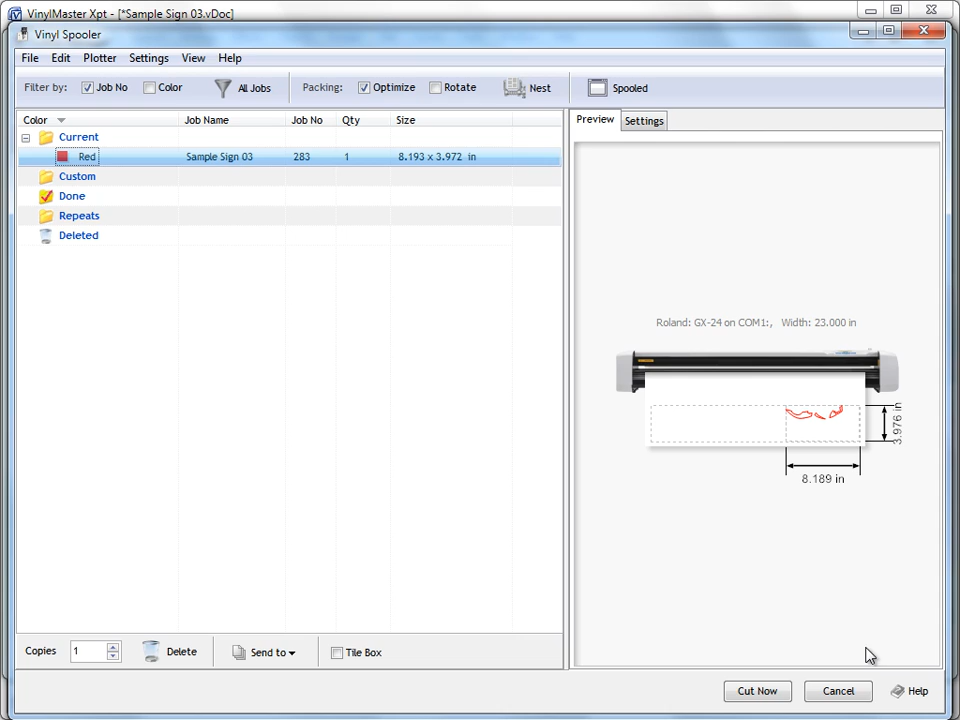 VinylMaster Xpt - [*Sample Sign 03.vDoc]
Vinyl Spooler
File Edit Plotter Settings View Help
Filter by: Job No Color All Jobs Packing: Optimize Rotate Nest Spooled
Color Job Name Job No Qty Size
Preview Settings
Current
Red Sample Sign 03 283 1 8.193 x 3.972 in
Custom
Done
Repeats
Deleted
Roland: GX-24 on COM1:, Width: 23.000 in
3.976 in
8.189 in
Copies 1 Delete Send to Tile Box
Cut Now Cancel Help